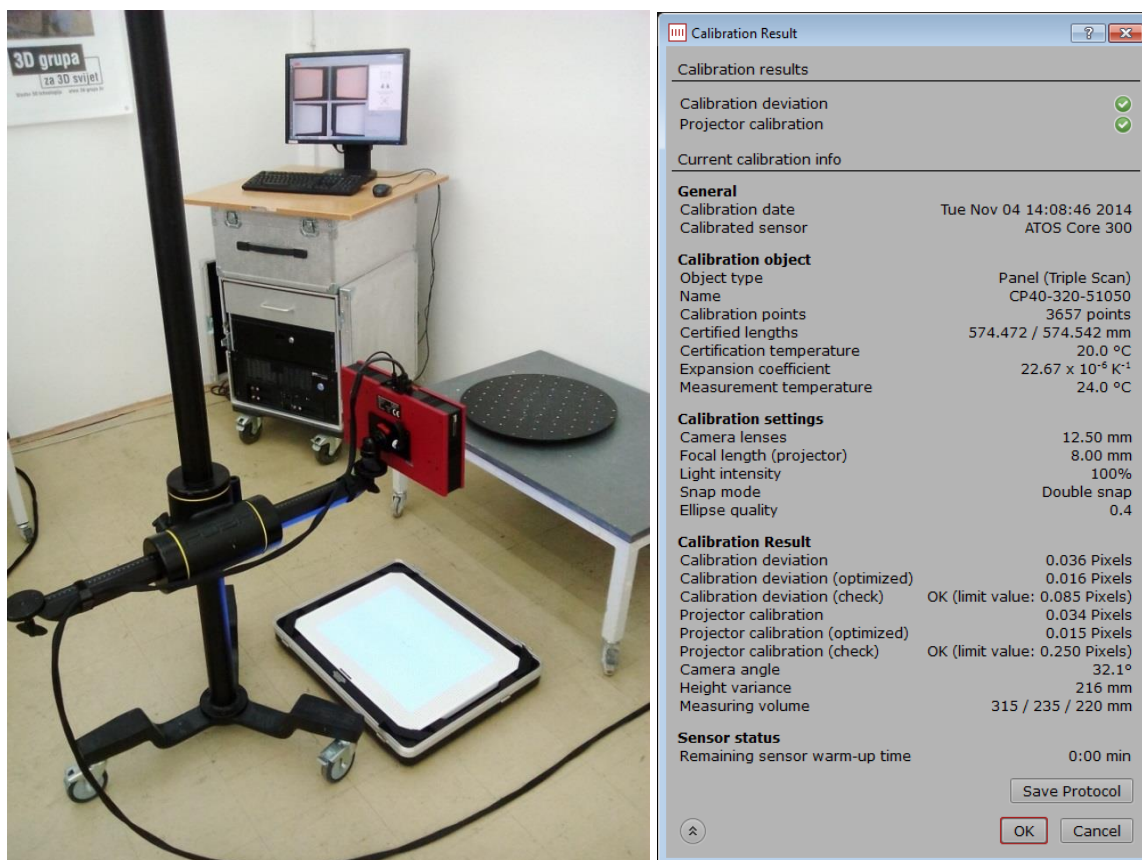 3D grupa
za 3D svijet
Calibration Result
Calibration results
Calibration deviation
Projector calibration
Current calibration info
General
Calibration date Tue Nov 04 14:08:46 2014
Calibrated sensor ATOS Core 300
Calibration object
Object type Panel (Triple Scan)
Name CP40-320-51050
Calibration points 3657 points
Certified lengths 574.472 / 574.542 mm
Certification temperature 20.0 °C
Expansion coefficient 22.67 x 10⁻⁶ K⁻¹
Measurement temperature 24.0 °C
Calibration settings
Camera lenses 12.50 mm
Focal length (projector) 8.00 mm
Light intensity 100%
Snap mode Double snap
Ellipse quality 0.4
Calibration Result
Calibration deviation 0.036 Pixels
Calibration deviation (optimized) 0.016 Pixels
Calibration deviation (check) OK (limit value: 0.085 Pixels)
Projector calibration 0.034 Pixels
Projector calibration (optimized) 0.015 Pixels
Projector calibration (check) OK (limit value: 0.250 Pixels)
Camera angle 32.1°
Height variance 216 mm
Measuring volume 315 / 235 / 220 mm
Sensor status
Remaining sensor warm-up time 0:00 min
Save Protocol
OK Cancel